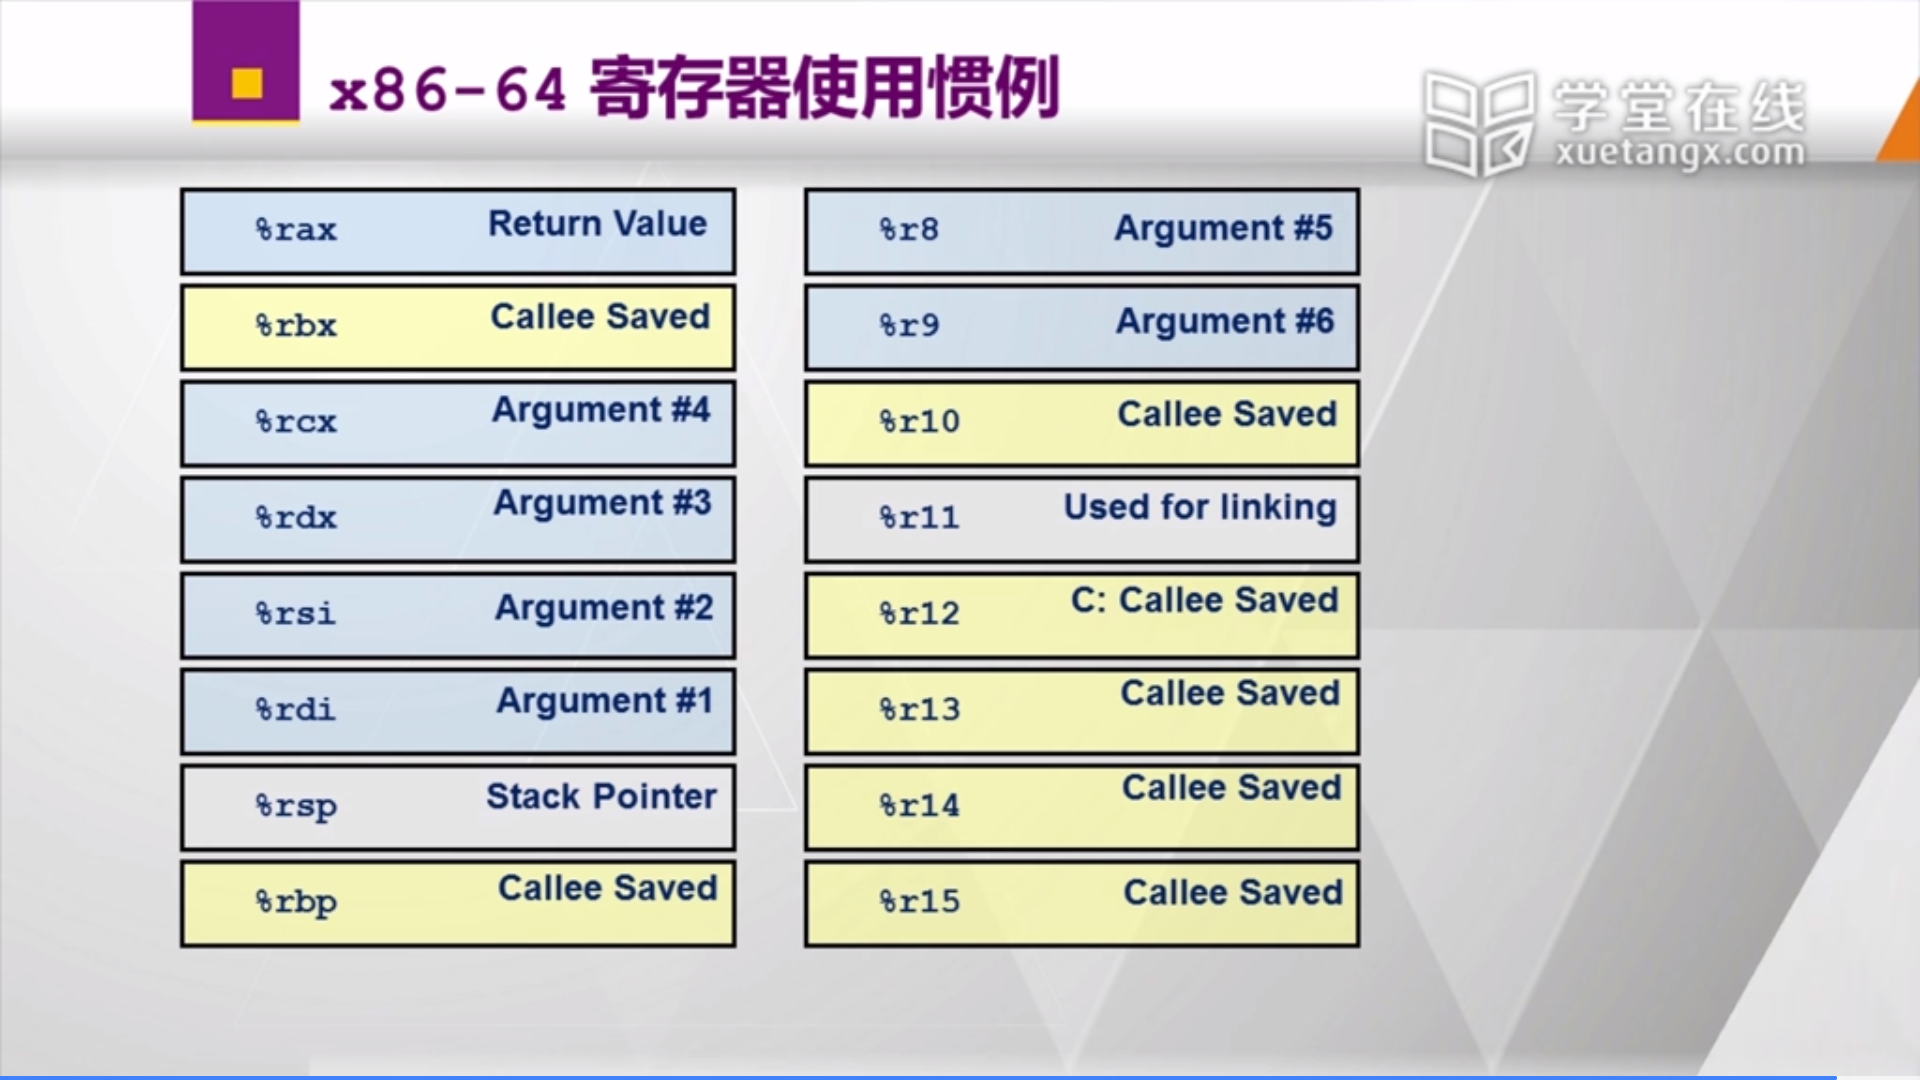 x86-64 寄存器使用惯例
学堂在线
xuetangx.com
%rax Return Value
%rbx Callee Saved
%rcx Argument #4
%rdx Argument #3
%rsi Argument #2
%rdi Argument #1
%rsp Stack Pointer
%rbp Callee Saved
%r8 Argument #5
%r9 Argument #6
%r10 Callee Saved
%r11 Used for linking
%r12 C: Callee Saved
%r13 Callee Saved
%r14 Callee Saved
%r15 Callee Saved